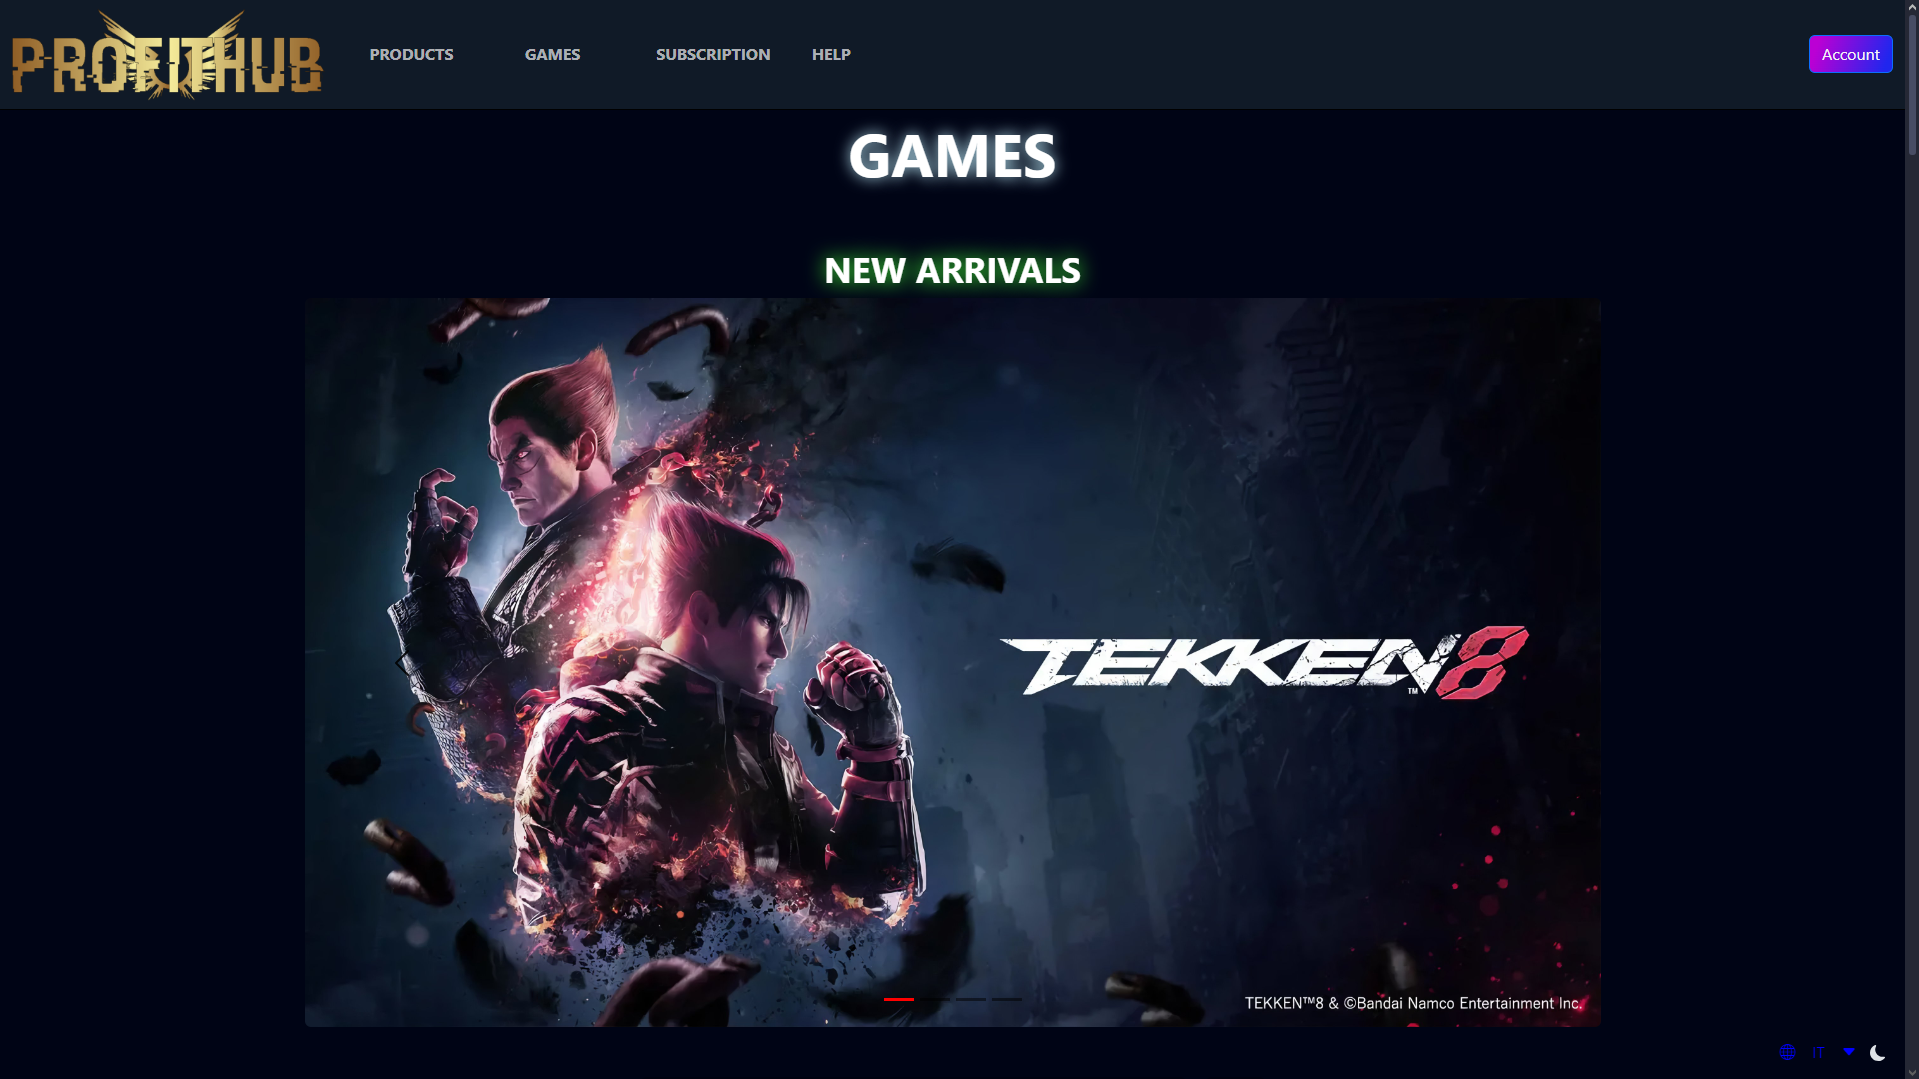 PROFITHUB
PRODUCTS
GAMES
SUBSCRIPTION
HELP
Account
GAMES
NEW ARRIVALS
TEKKEN™8
TEKKEN™8 & ©Bandai Namco Entertainment Inc.
IT